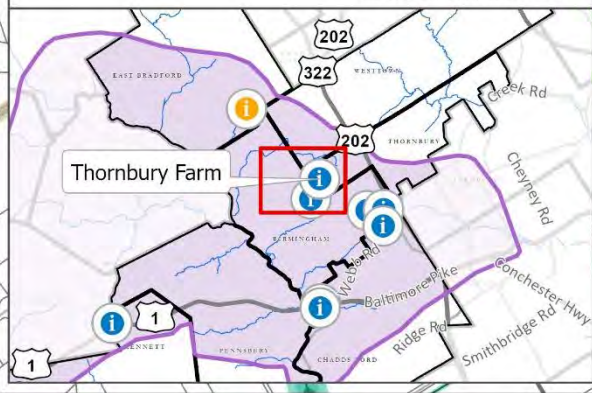 202
322
EAST BRADFORD
WESTTOWN
Creek Rd
202
THORNBURY
Thornbury Farm
Cheyney Rd
BIRMINGHAM
Webb Rd
Baltimore Pike
Conchester Hwy
1
Ridge Rd
Smithbridge Rd
KENNETT
PENNSBURY
CHADDS FORD
1